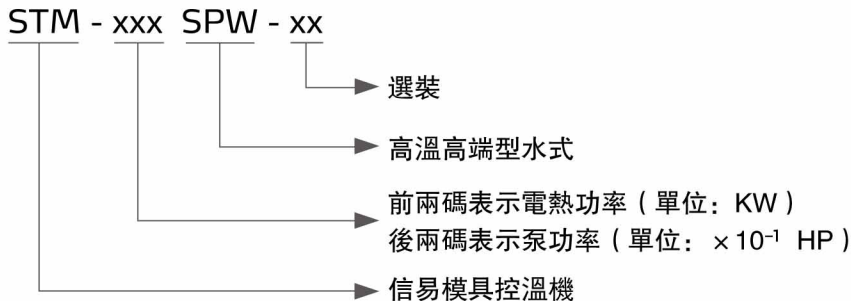 STM - xxx SPW - xx
選裝
高溫高端型水式
前兩碼表示電熱功率（單位：KW）
後兩碼表示泵功率（單位：×10⁻¹ HP）
信易模具控溫機